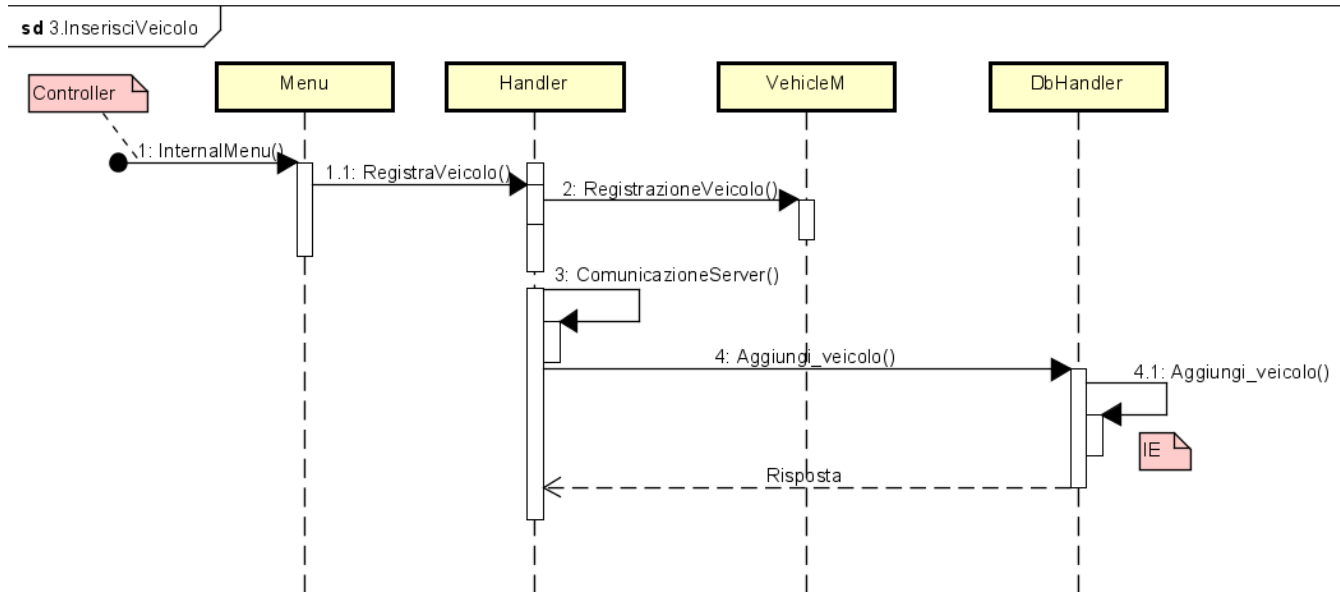 sd 3.InserisciVeicolo
Controller
Menu
Handler
VehicleM
DbHandler
1: InternalMenu()
1.1: RegistraVeicolo()
2: RegistrazioneVeicolo()
3: ComunicazioneServer()
4: Aggiungi_veicolo()
4.1: Aggiungi_veicolo()
IE
Risposta